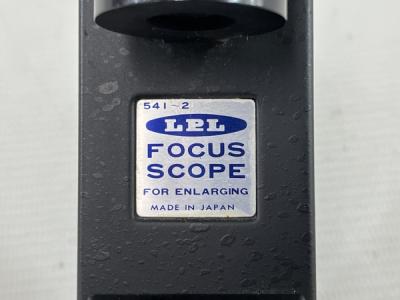 541-2
LPL
FOCUS
SCOPE
FOR ENLARGING
MADE IN JAPAN